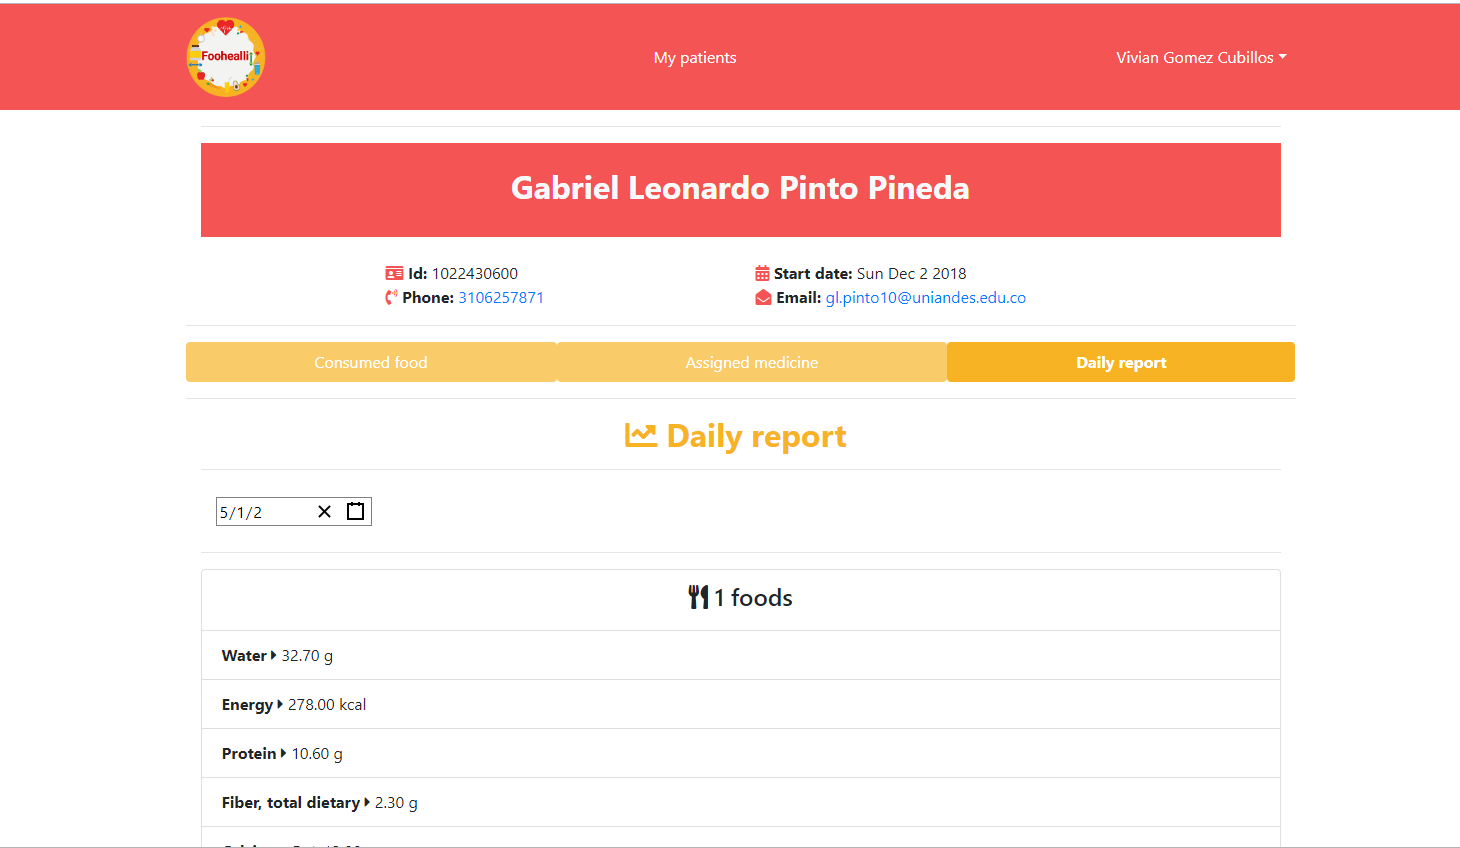 Foohealli
My patients
Vivian Gomez Cubillos
Gabriel Leonardo Pinto Pineda
Id: 1022430600
Start date: Sun Dec 2 2018
Phone: 3106257871
Email: gl.pinto10@uniandes.edu.co
Consumed food
Assigned medicine
Daily report
Daily report
5/1/2
1 foods
Water 32.70 g
Energy 278.00 kcal
Protein 10.60 g
Fiber, total dietary 2.30 g